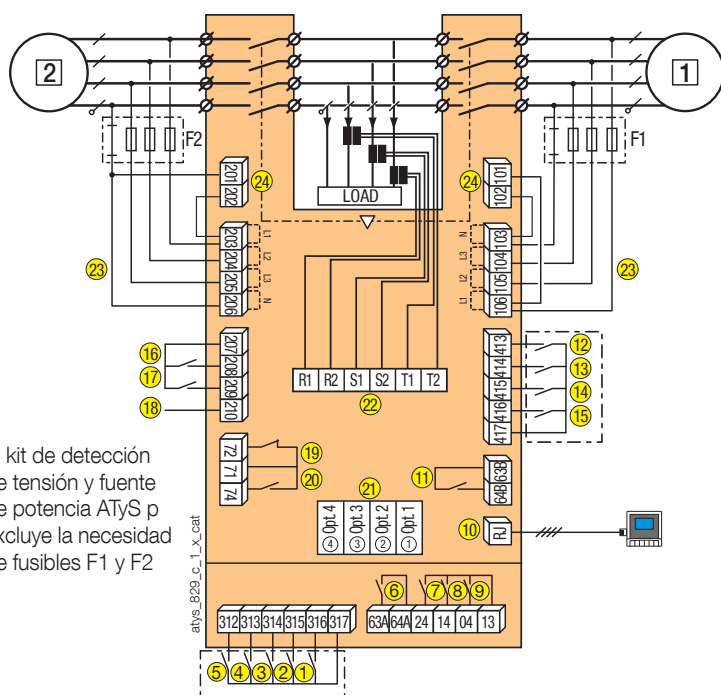 2
1
F2
F1
201
202
24
LOAD
24
101
102
203
204
205
206
L1
L2
L3
N
N
L3
L2
L1
103
104
105
106
23
23
16
17
18
207
208
209
210
R1 R2 S1 S2 T1 T2
22
413
414
415
416
417
12
13
14
15
72
71
74
19
20
21
11
63B
64B
kit de detección
e tensión y fuente
e potencia ATyS p
xcluye la necesidad
e fusibles F1 y F2
Opt.4 ④
Opt.3 ③
Opt.2 ②
Opt.1 ①
10
RJ
atys_829_c_1_x_cat
6 7 8 9
312 313 314 315 316 317
63A 64A 24 14 04 13
5 4 3 2 1